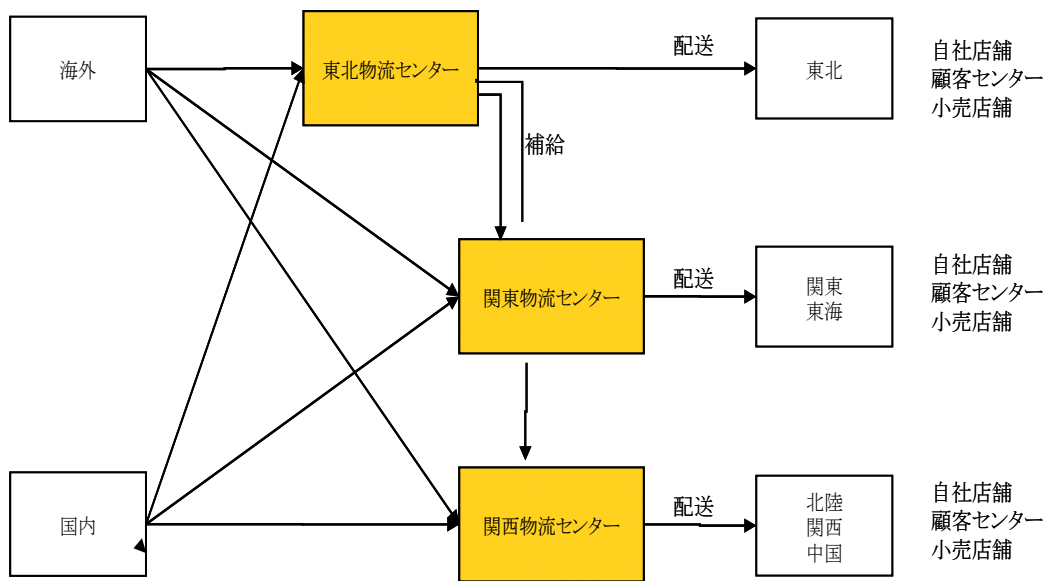 海外
東北物流センター
配送
東北
自社店舗
顧客センター
小売店舗
補給
関東物流センター
配送
関東
東海
自社店舗
顧客センター
小売店舗
国内
関西物流センター
配送
北陸
関西
中国
自社店舗
顧客センター
小売店舗